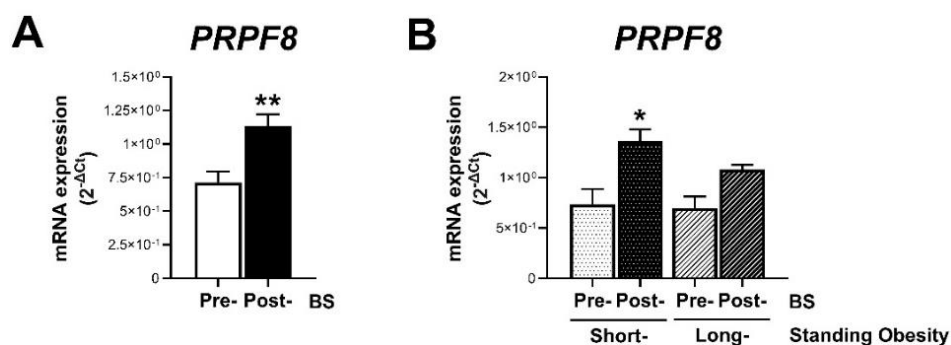 A
PRPF8
mRNA expression
(2^-ΔCt)
1.5×10⁰
1.25×10⁰
1×10⁰
7.5×10⁻¹
5×10⁻¹
2.5×10⁻¹
0
**
Pre- Post- BS
B
PRPF8
mRNA expression
(2^-ΔCt)
2×10⁰
1.5×10⁰
1×10⁰
5×10⁻¹
0
*
Pre- Post- Pre- Post- BS
Short- Long- Standing Obesity